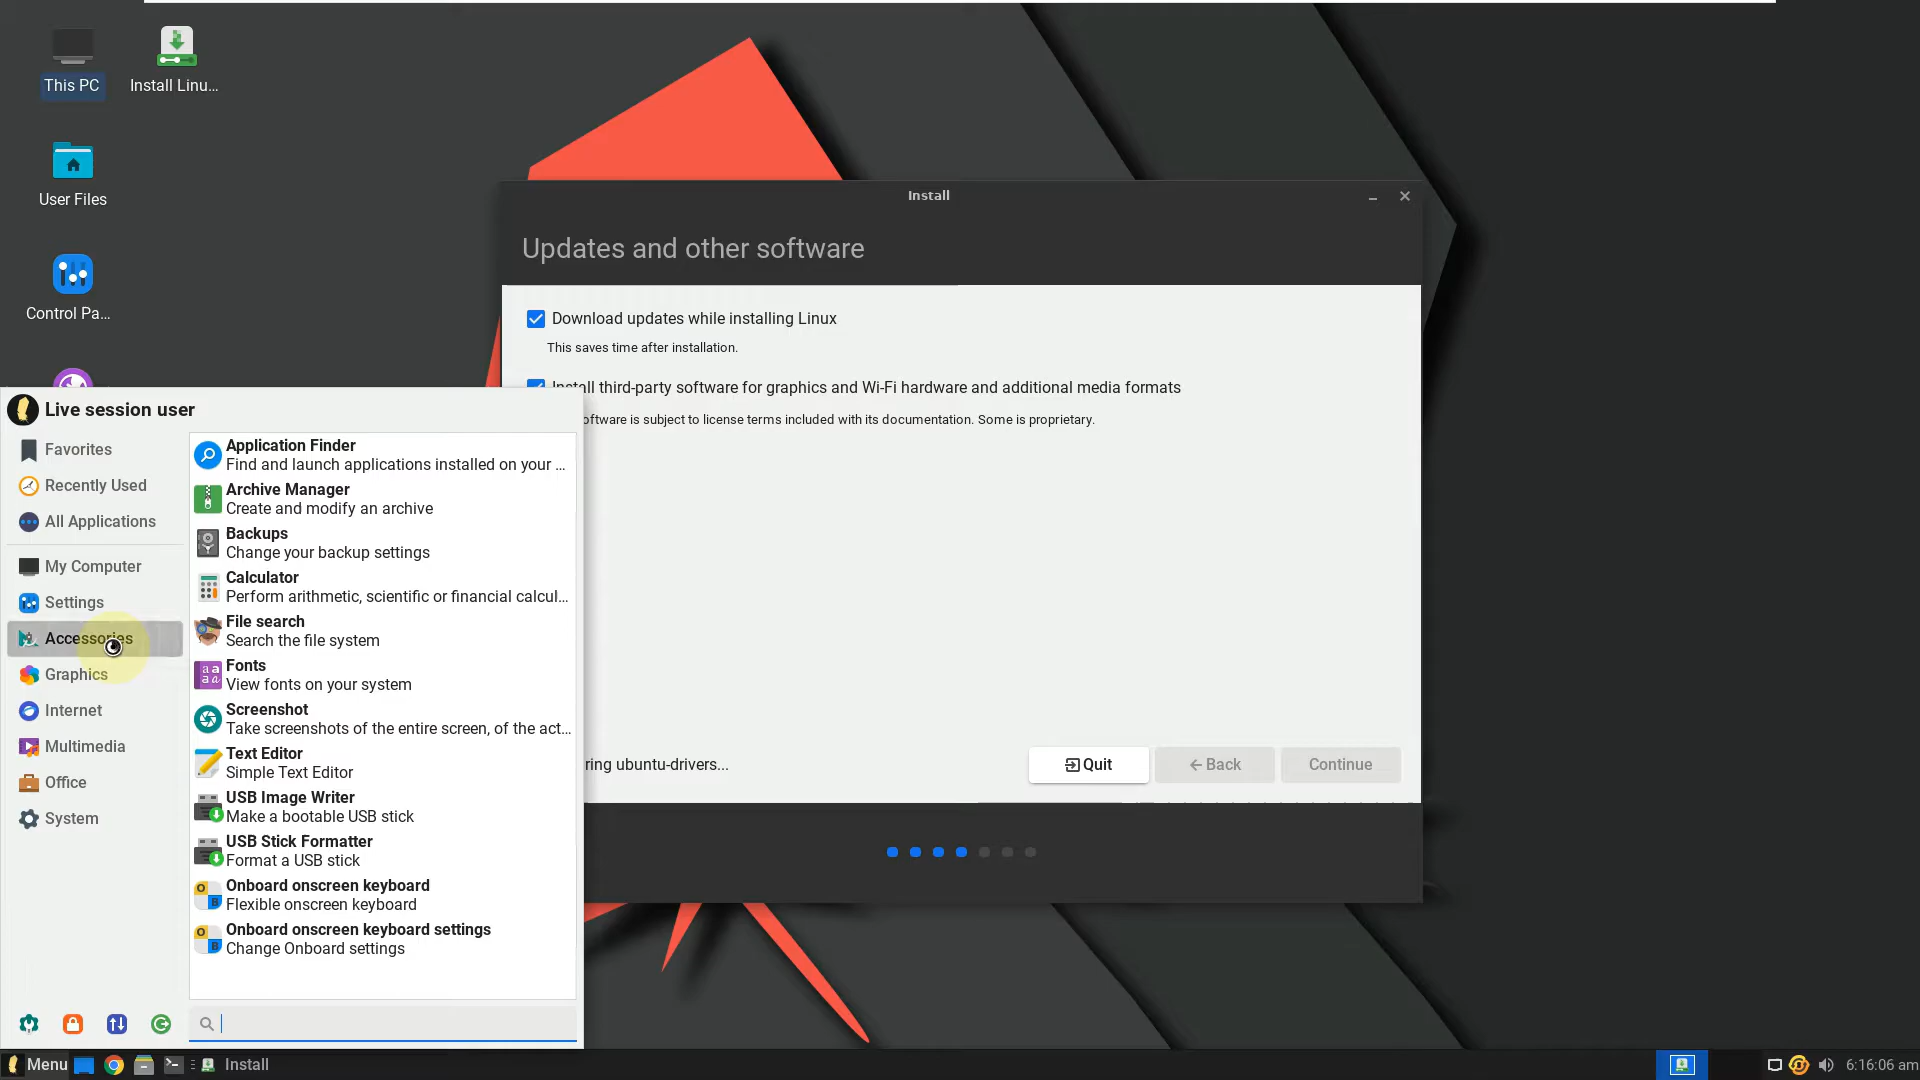 This PC
Install Linu...
User Files
Control Pa...
Install
Updates and other software
Download updates while installing Linux
This saves time after installation.
Install third-party software for graphics and Wi-Fi hardware and additional media formats
software is subject to license terms included with its documentation. Some is proprietary.
ring ubuntu-drivers...
Quit
Back
Continue
Live session user
Favorites
Recently Used
All Applications
My Computer
Settings
Accessories
Graphics
Internet
Multimedia
Office
System
Application Finder
Find and launch applications installed on your ...
Archive Manager
Create and modify an archive
Backups
Change your backup settings
Calculator
Perform arithmetic, scientific or financial calcul...
File search
Search the file system
Fonts
View fonts on your system
Screenshot
Take screenshots of the entire screen, of the act...
Text Editor
Simple Text Editor
USB Image Writer
Make a bootable USB stick
USB Stick Formatter
Format a USB stick
Onboard onscreen keyboard
Flexible onscreen keyboard
Onboard onscreen keyboard settings
Change Onboard settings
Menu
Install
6:16:06 am